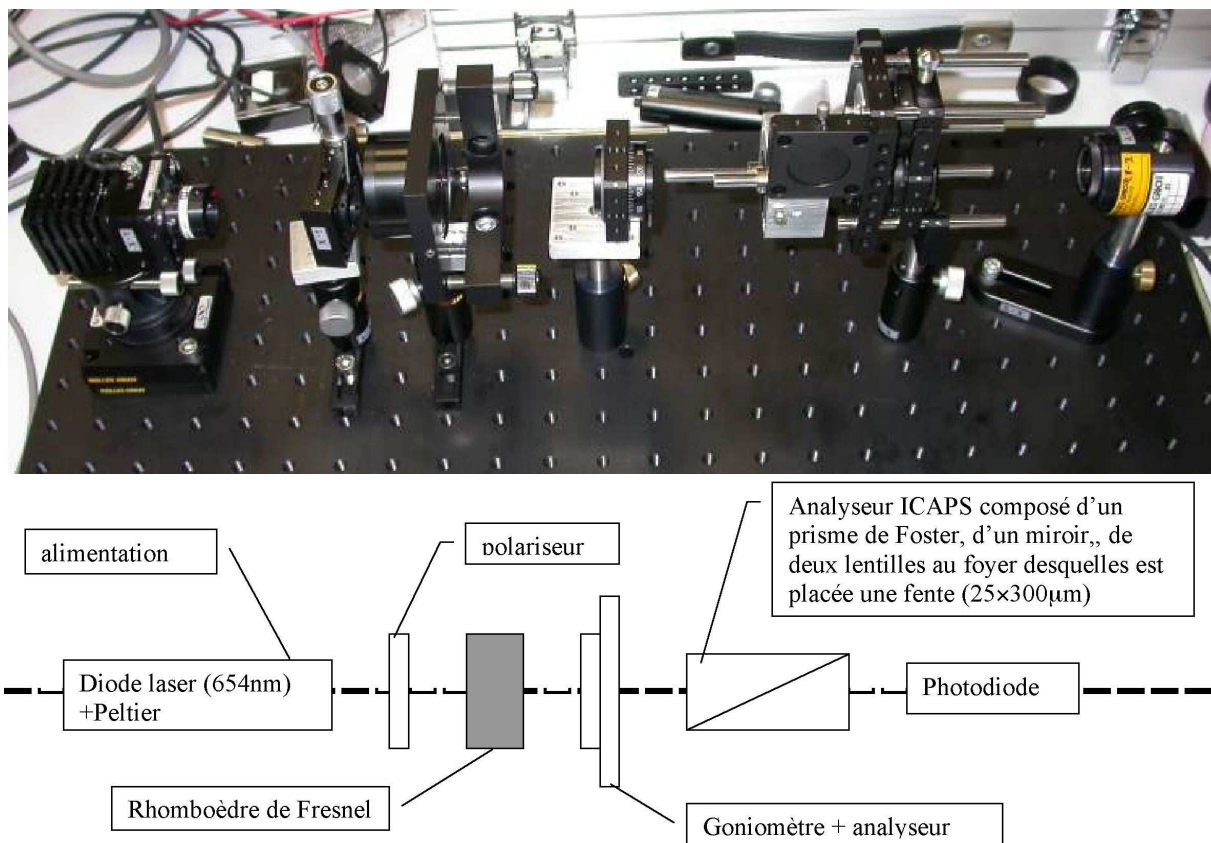 alimentation
polariseur
Analyseur ICAPS composé d'un
prisme de Foster, d'un miroir,, de
deux lentilles au foyer desquelles est
placée une fente (25×300μm)
Diode laser (654nm)
+Peltier
Photodiode
Rhomboèdre de Fresnel
Goniomètre + analyseur